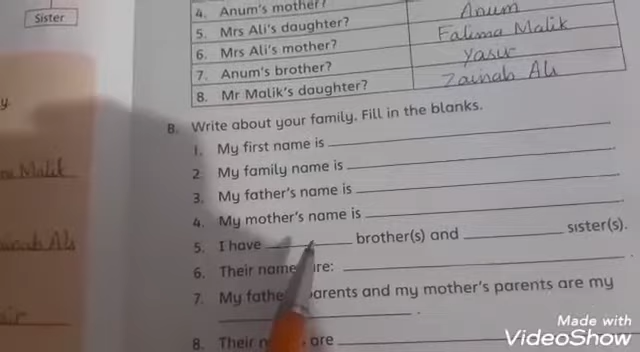 Sister
4. Anum's mother?
5. Mrs Ali's daughter? Anum
6. Mrs Ali's mother? Fatima Malik
7. Anum's brother? Yasir
8. Mr Malik's daughter? Zainab Ali
B. Write about your family. Fill in the blanks.
1. My first name is
2. My family name is
Malik
3. My father's name is
4. My mother's name is .
Ali
5. I have brother(s) and sister(s).
6. Their name are: .
7. My fathe parents and my mother's parents are my
.
8. Their are
Made with
VideoShow